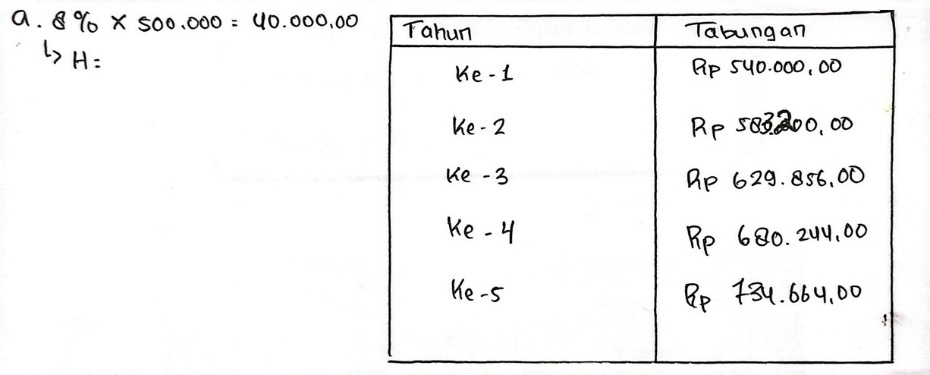 a. 8% × 500.000 = 40.000,00
↳ H =
Tahun Tabungan
Ke-1 Rp 540.000,00
Ke-2 Rp 583.200,00
Ke-3 Rp 629.856,00
Ke-4 Rp 680.244,00
Ke-5 Rp 734.664,00